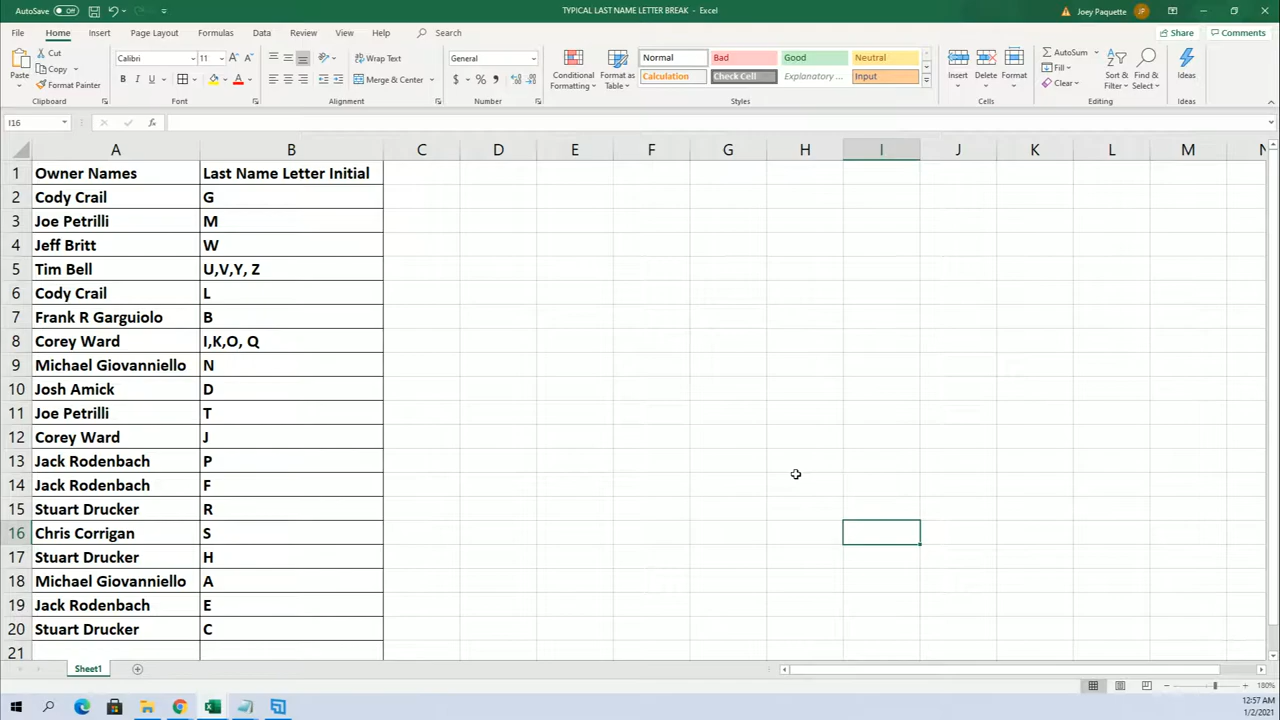 AutoSave Off
TYPICAL LAST NAME LETTER BREAK - Excel
Joey Paquette JP
File Home Insert Page Layout Formulas Data Review View Help Search
Share Comments
Paste
Cut
Copy
Format Painter
Calibri 11
B I U
Wrap Text
Merge & Center
General
$ % 9
Conditional Formatting
Format as Table
Normal Bad Good Neutral
Calculation Check Cell Explanatory ... Input
Insert Delete Format
AutoSum
Fill
Clear
Sort & Filter
Find & Select
Ideas
Clipboard Font Alignment Number Styles Cells Editing Ideas
I16 fx
A B C D E F G H I J K L M N
1 Owner Names Last Name Letter Initial
2 Cody Crail G
3 Joe Petrilli M
4 Jeff Britt W
5 Tim Bell U,V,Y, Z
6 Cody Crail L
7 Frank R Garguiolo B
8 Corey Ward I,K,O, Q
9 Michael Giovanniello N
10 Josh Amick D
11 Joe Petrilli T
12 Corey Ward J
13 Jack Rodenbach P
14 Jack Rodenbach F
15 Stuart Drucker R
16 Chris Corrigan S
17 Stuart Drucker H
18 Michael Giovanniello A
19 Jack Rodenbach E
20 Stuart Drucker C
21
Sheet1
180%
12:57 AM
1/2/2021